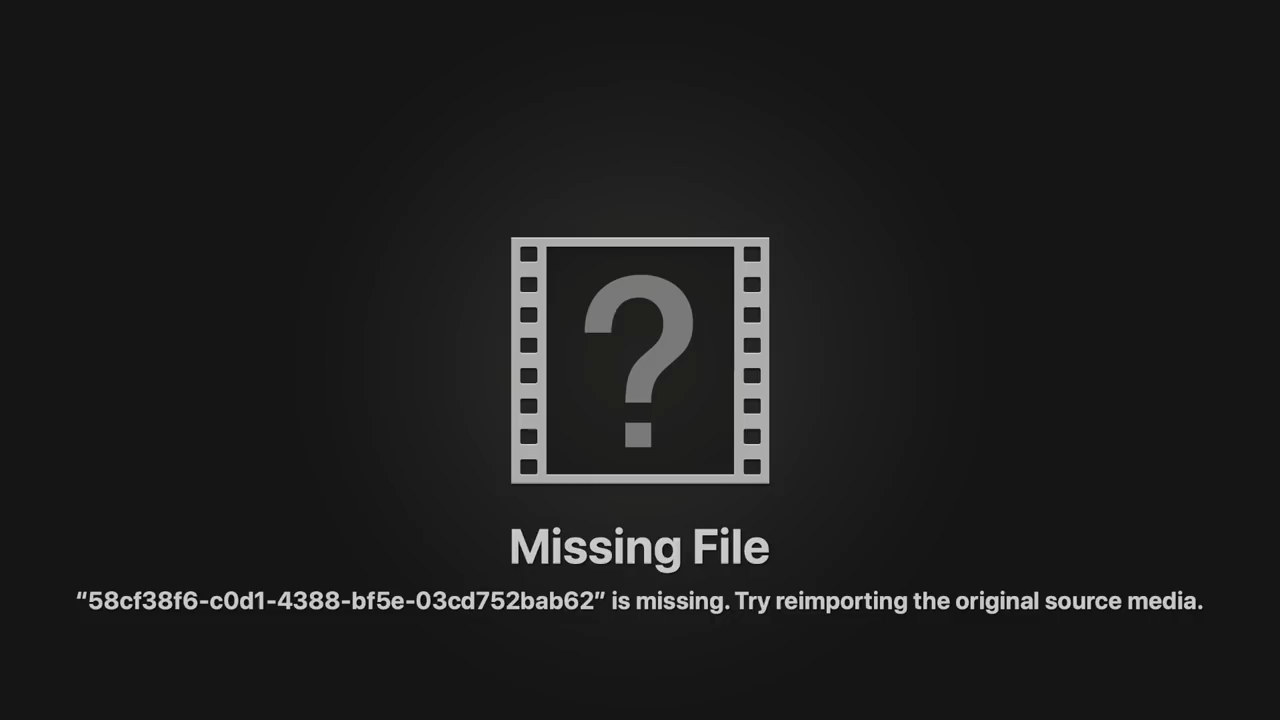 ?
Missing File
“58cf38f6-c0d1-4388-bf5e-03cd752bab62” is missing. Try reimporting the original source media.